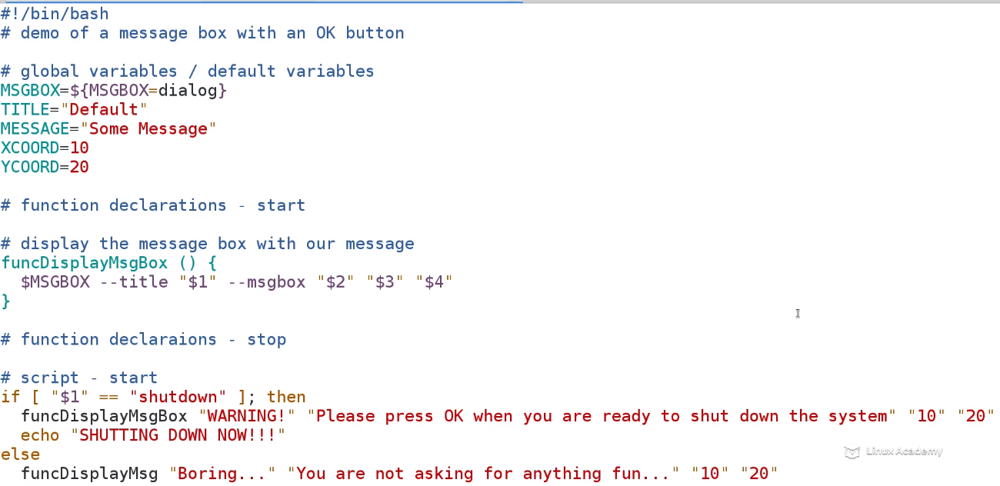 #!/bin/bash
# demo of a message box with an OK button
# global variables / default variables
MSGBOX=${MSGBOX=dialog}
TITLE="Default"
MESSAGE="Some Message"
XCOORD=10
YCOORD=20
# function declarations - start
# display the message box with our message
funcDisplayMsgBox () {
  $MSGBOX --title "$1" --msgbox "$2" "$3" "$4"
}
# function declaraions - stop
# script - start
if [ "$1" == "shutdown" ]; then
  funcDisplayMsgBox "WARNING!" "Please press OK when you are ready to shut down the system" "10" "20"
  echo "SHUTTING DOWN NOW!!!"
else
  funcDisplayMsg "Boring..." "You are not asking for anything fun..." "10" "20"
Linux Academy